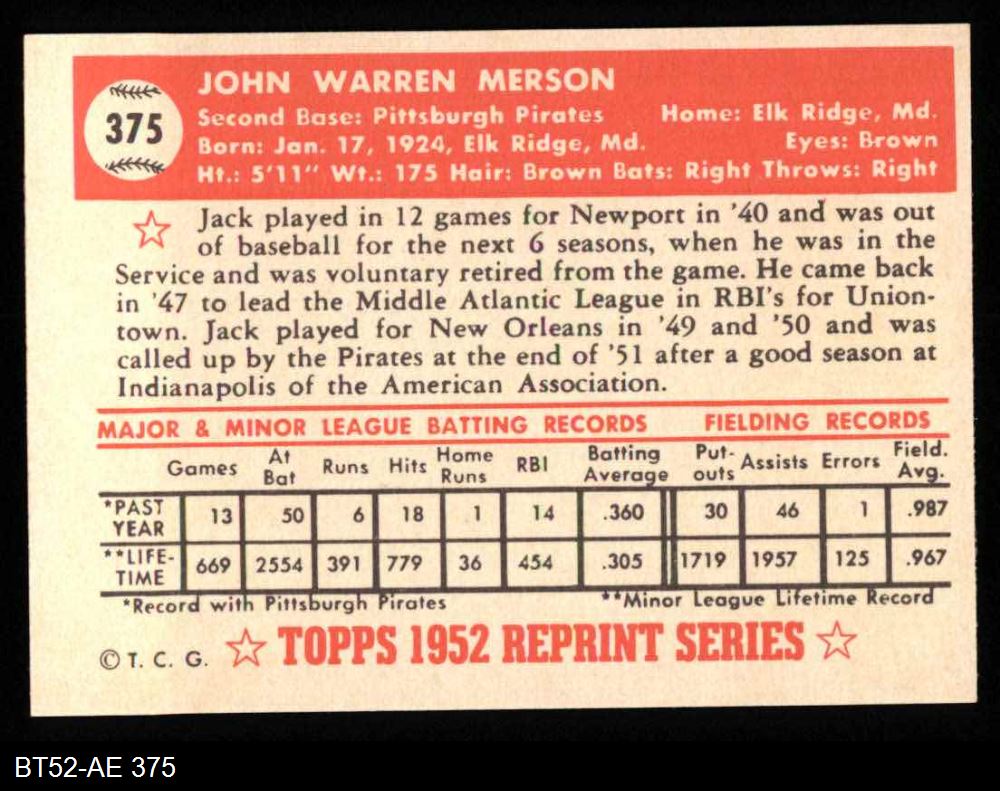 375
JOHN WARREN MERSON
Second Base: Pittsburgh Pirates Home: Elk Ridge, Md.
Born: Jan. 17, 1924, Elk Ridge, Md. Eyes: Brown
Ht.: 5'11" Wt.: 175 Hair: Brown Bats: Right Throws: Right
Jack played in 12 games for Newport in '40 and was out
of baseball for the next 6 seasons, when he was in the
Service and was voluntary retired from the game. He came back
in '47 to lead the Middle Atlantic League in RBI's for Union-
town. Jack played for New Orleans in '49 and '50 and was
called up by the Pirates at the end of '51 after a good season at
Indianapolis of the American Association.
MAJOR & MINOR LEAGUE BATTING RECORDS FIELDING RECORDS
Games At Bat Runs Hits Home Runs RBI Batting Average Put-outs Assists Errors Field. Avg.
*PAST YEAR 13 50 6 18 1 14 .360 30 46 1 .987
**LIFE-TIME 669 2554 391 779 36 454 .305 1719 1957 125 .967
*Record with Pittsburgh Pirates **Minor League Lifetime Record
© T. C. G. TOPPS 1952 REPRINT SERIES
BT52-AE 375